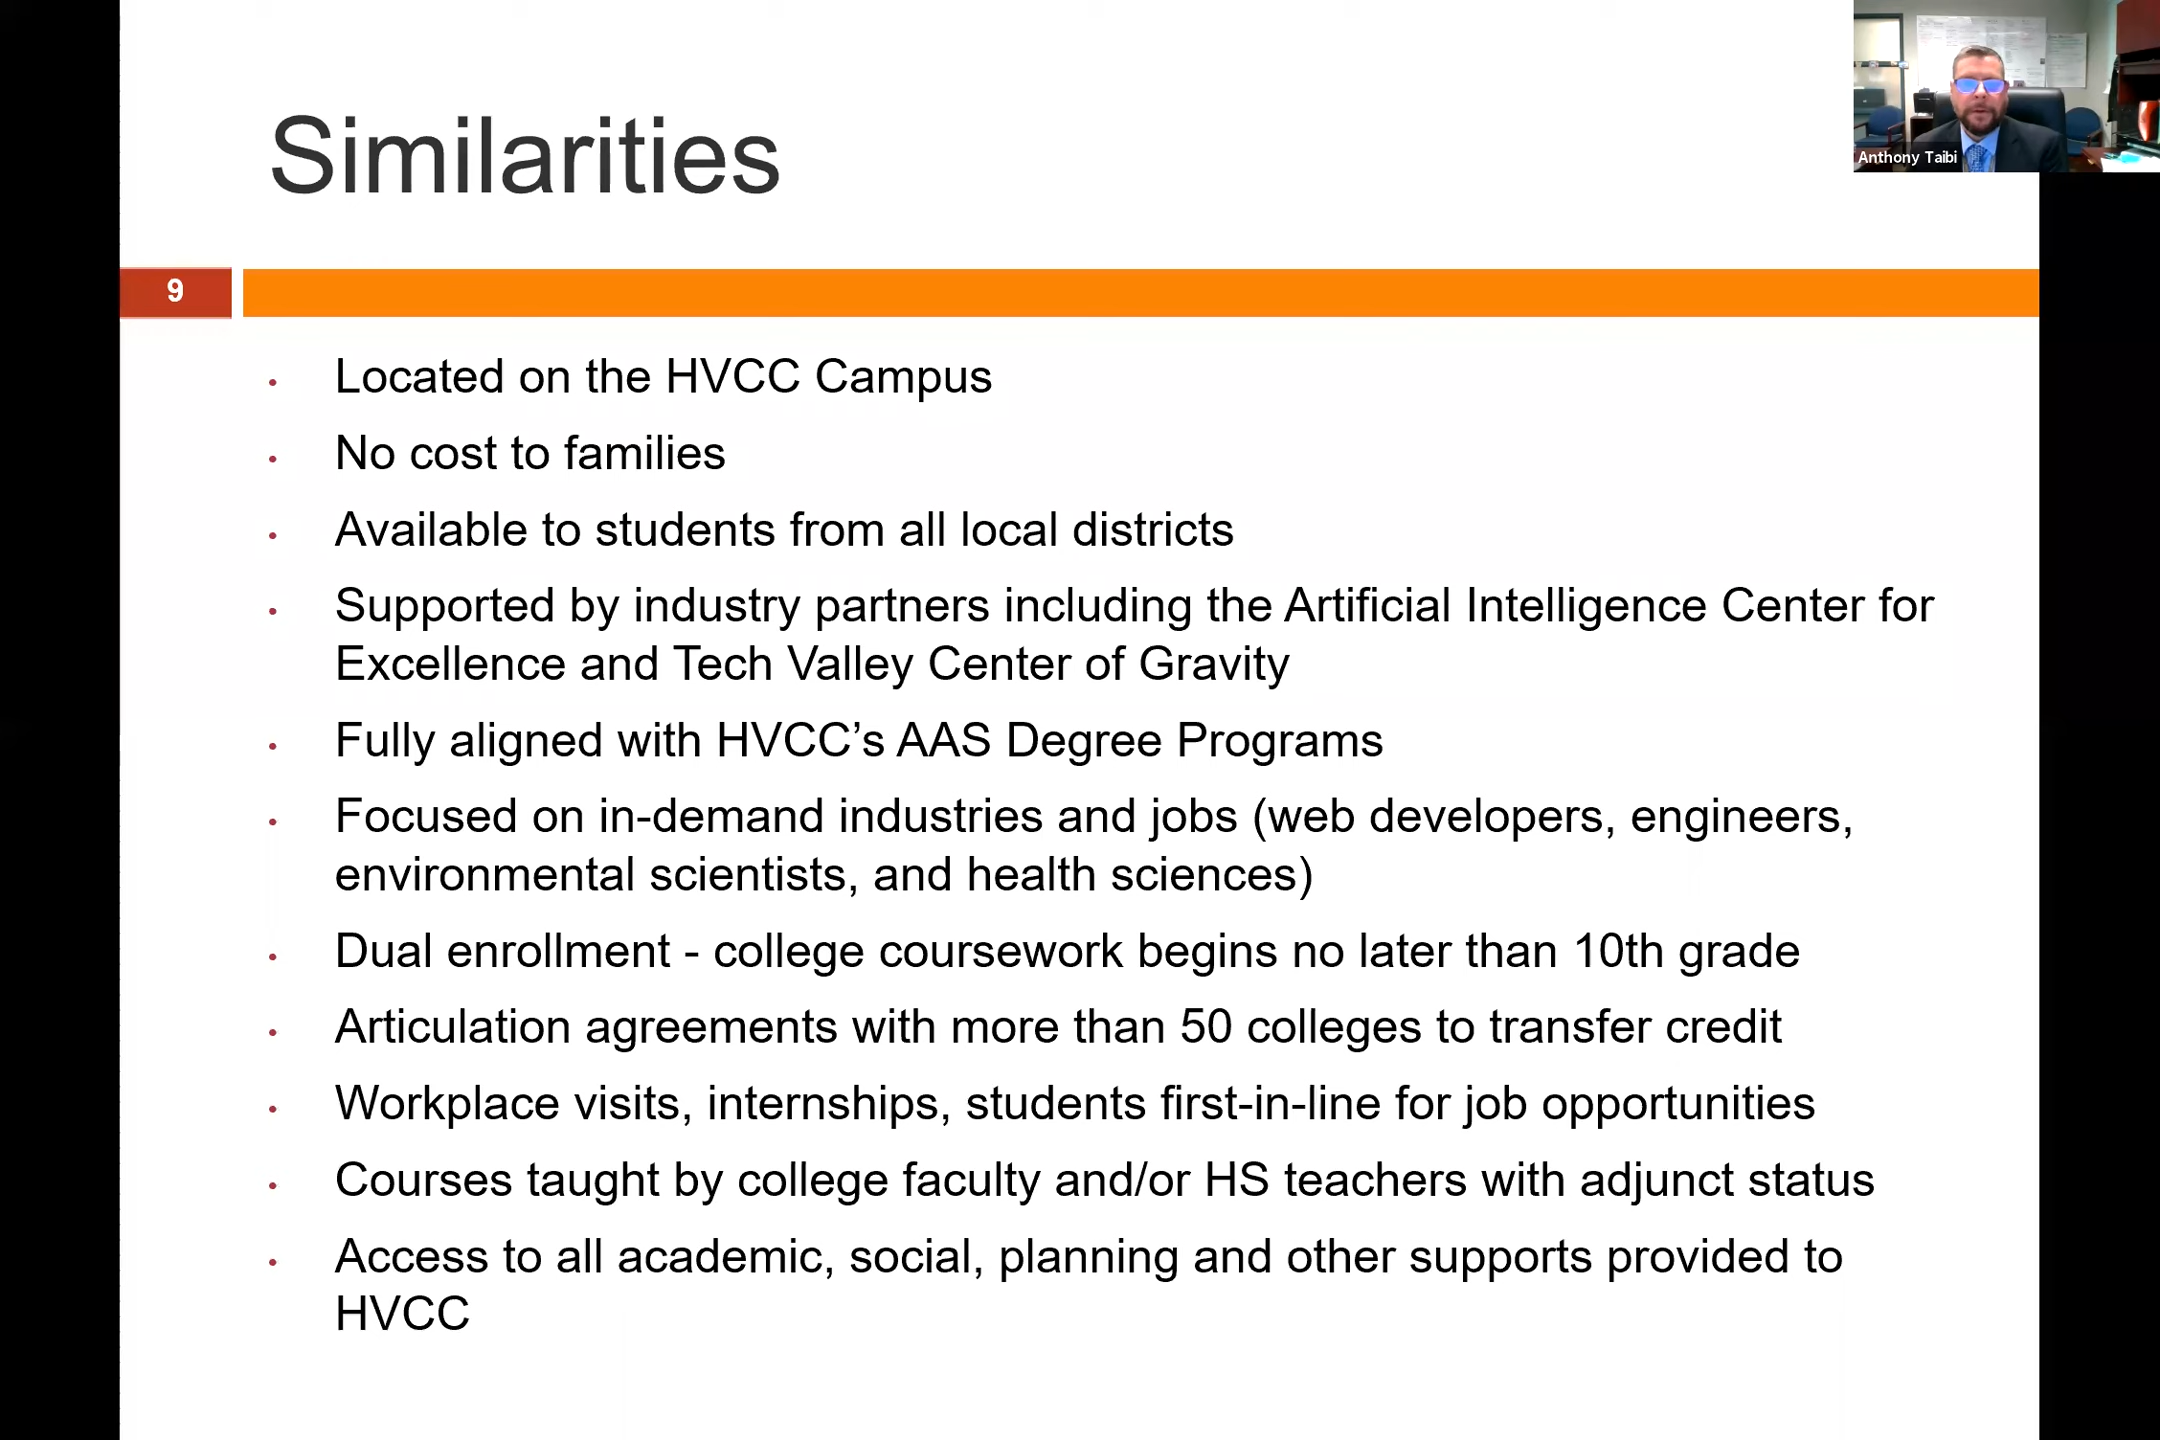 Similarities
Anthony Taibi
9
• Located on the HVCC Campus
• No cost to families
• Available to students from all local districts
• Supported by industry partners including the Artificial Intelligence Center for
Excellence and Tech Valley Center of Gravity
• Fully aligned with HVCC’s AAS Degree Programs
• Focused on in-demand industries and jobs (web developers, engineers,
environmental scientists, and health sciences)
• Dual enrollment - college coursework begins no later than 10th grade
• Articulation agreements with more than 50 colleges to transfer credit
• Workplace visits, internships, students first-in-line for job opportunities
• Courses taught by college faculty and/or HS teachers with adjunct status
• Access to all academic, social, planning and other supports provided to
HVCC